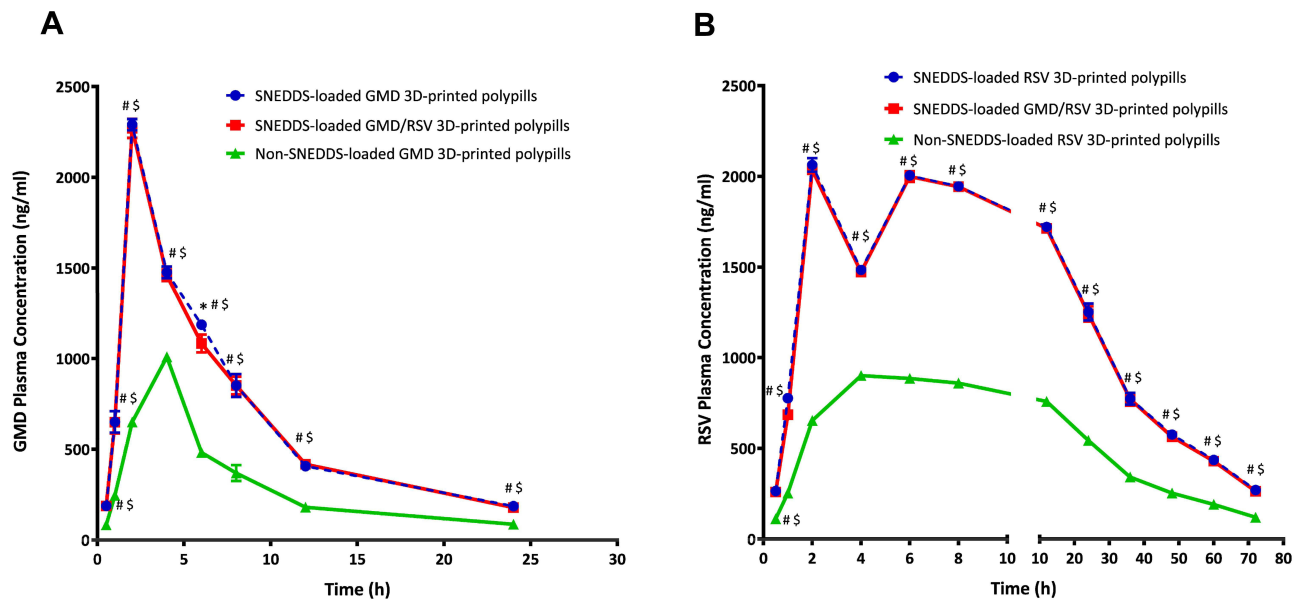 A
2500
2000
1500
1000
500
0
0 5 10 15 20 25 30
GMD Plasma Concentration (ng/ml)
Time (h)
SNEDDS-loaded GMD 3D-printed polypills
SNEDDS-loaded GMD/RSV 3D-printed polypills
Non-SNEDDS-loaded GMD 3D-printed polypills
# $
# $
* # $
# $
# $
# $
# $
# $
B
2500
2000
1500
1000
500
0
0 2 4 6 8 10 10 20 30 40 50 60 70 80
RSV Plasma Concentration (ng/ml)
Time (h)
SNEDDS-loaded RSV 3D-printed polypills
SNEDDS-loaded GMD/RSV 3D-printed polypills
Non-SNEDDS-loaded RSV 3D-printed polypills
# $
# $
# $
# $
# $
# $
# $
# $
# $
# $
# $
# $